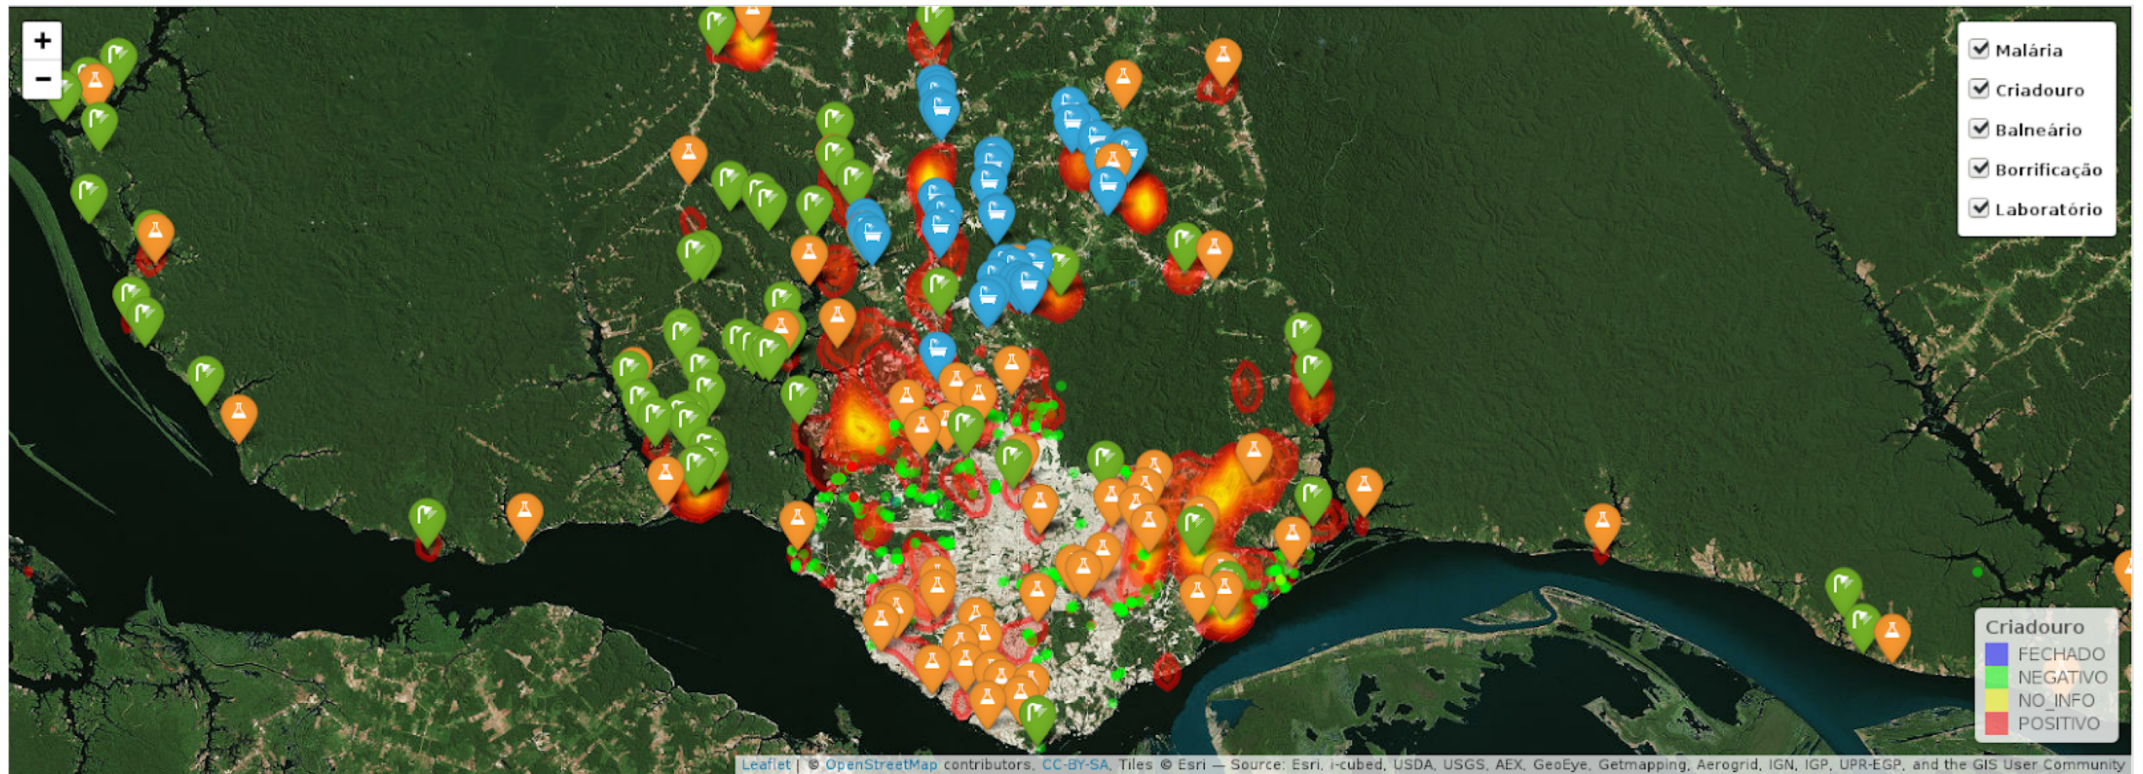 +
−
Malária
Criadouro
Balneário
Borrificação
Laboratório
Criadouro
FECHADO
NEGATIVO
NO_INFO
POSITIVO
Leaflet | © OpenStreetMap contributors, CC-BY-SA, Tiles © Esri — Source: Esri, i-cubed, USDA, USGS, AEX, GeoEye, Getmapping, Aerogrid, IGN, IGP, UPR-EGP, and the GIS User Community